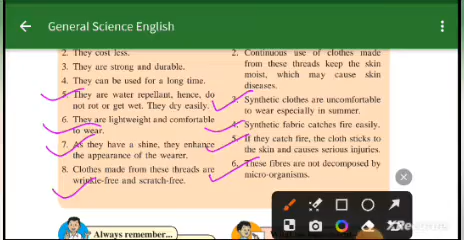 General Science English
2. They cost less.
3. They are strong and durable.
4. They can be used for a long time.
5. They are water repellant, hence, do
not rot or get wet. They dry easily.
6. They are lightweight and comfortable
to wear.
7. As they have a shine, they enhance
the appearance of the wearer.
8. Clothes made from these threads are
wrinkle-free and scratch-free.
2. Continuous use of clothes made
from these threads keep the skin
moist, which may cause skin
diseases.
3. Synthetic clothes are uncomfortable
to wear especially in summer.
4. Synthetic fabric catches fire easily.
5. If they catch fire, the cloth sticks to
the skin and causes serious injuries.
6. These fibres are not decomposed by
micro-organisms.
Always remember...
XRecorder